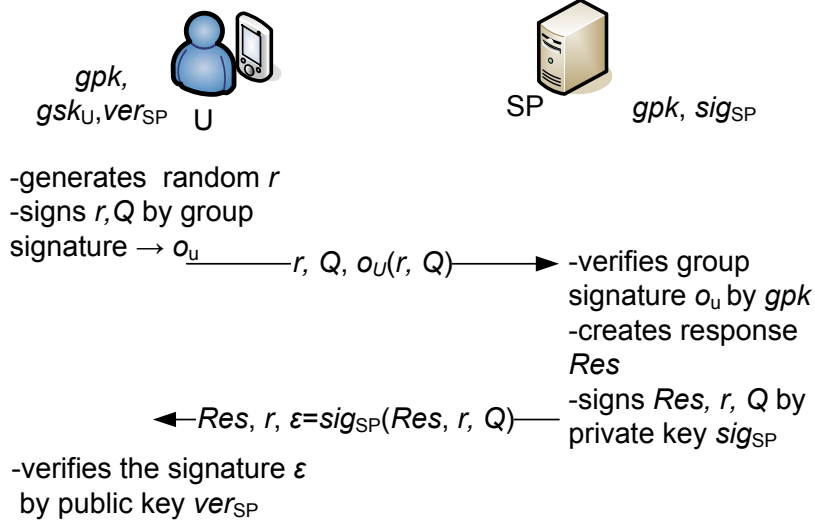 gpk,
gskU,verSP
U
SP
gpk, sigSP
-generates random r
-signs r,Q by group
signature → ou
r, Q, oU(r, Q)
-verifies group
signature ou by gpk
-creates response
Res
-signs Res, r, Q by
private key sigSP
Res, r, ε=sigSP(Res, r, Q)
-verifies the signature ε
by public key verSP